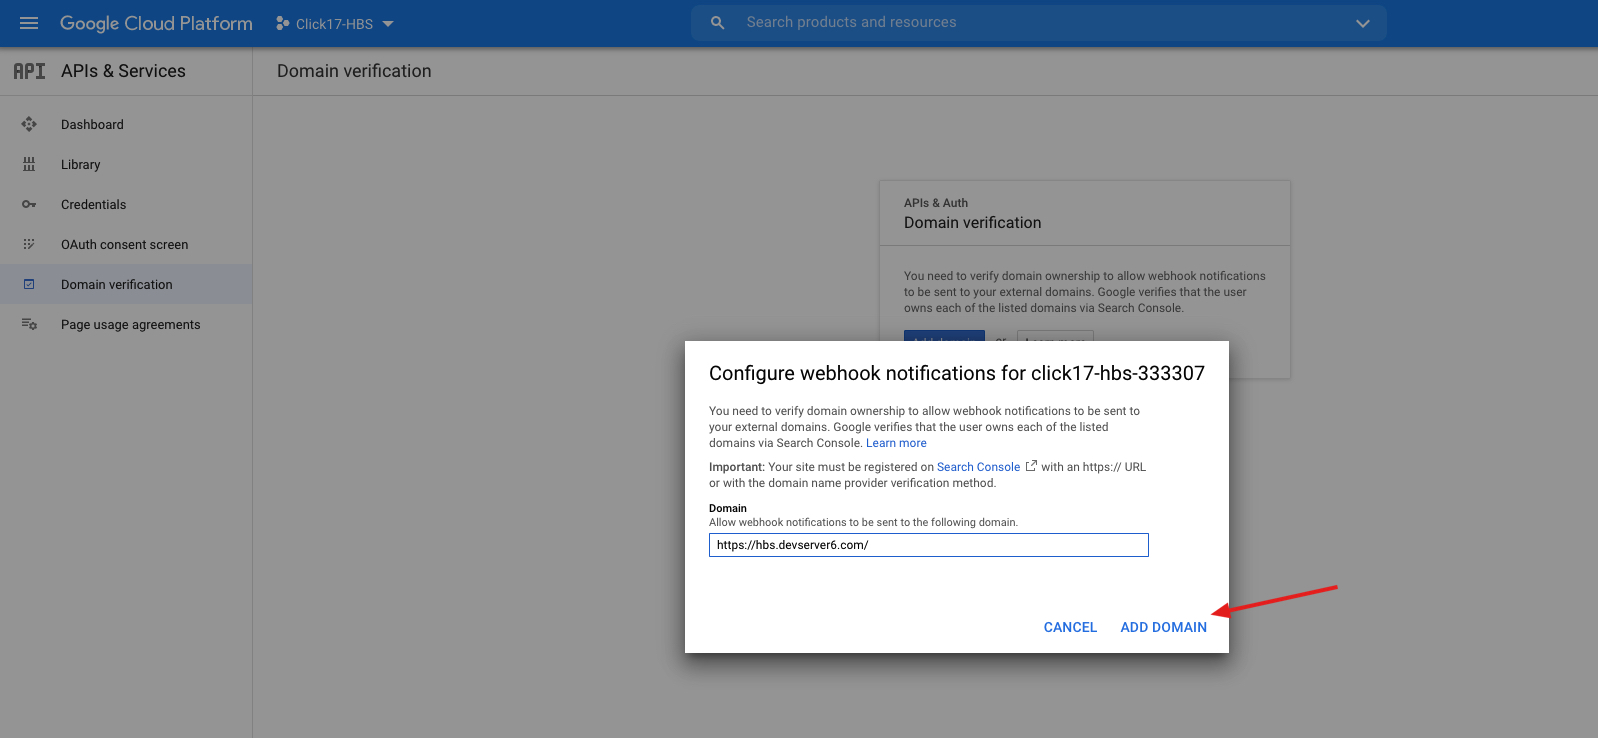 Google Cloud Platform
Click17-HBS
Search products and resources
API
APIs & Services
Domain verification
Dashboard
Library
Credentials
OAuth consent screen
Domain verification
Page usage agreements
APIs & Auth
Domain verification
You need to verify domain ownership to allow webhook notifications
to be sent to your external domains. Google verifies that the user
owns each of the listed domains via Search Console.
Configure webhook notifications for click17-hbs-333307
You need to verify domain ownership to allow webhook notifications to be sent to
your external domains. Google verifies that the user owns each of the listed
domains via Search Console. Learn more
Important: Your site must be registered on Search Console with an https:// URL
or with the domain name provider verification method.
Domain
Allow webhook notifications to be sent to the following domain.
https://hbs.devserver6.com/
CANCEL
ADD DOMAIN